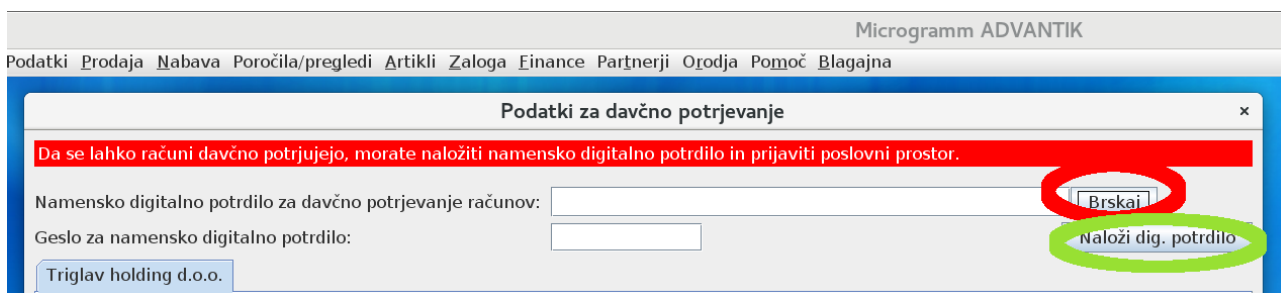 Microgramm ADVANTIK
Podatki Prodaja Nabava Poročila/pregledi Artikli Zaloga Finance Partnerji Orodja Pomoč Blagajna
Podatki za davčno potrjevanje ×
Da se lahko računi davčno potrjujejo, morate naložiti namensko digitalno potrdilo in prijaviti poslovni prostor.
Namensko digitalno potrdilo za davčno potrjevanje računov: Brskaj
Geslo za namensko digitalno potrdilo: Naloži dig. potrdilo
Triglav holding d.o.o.